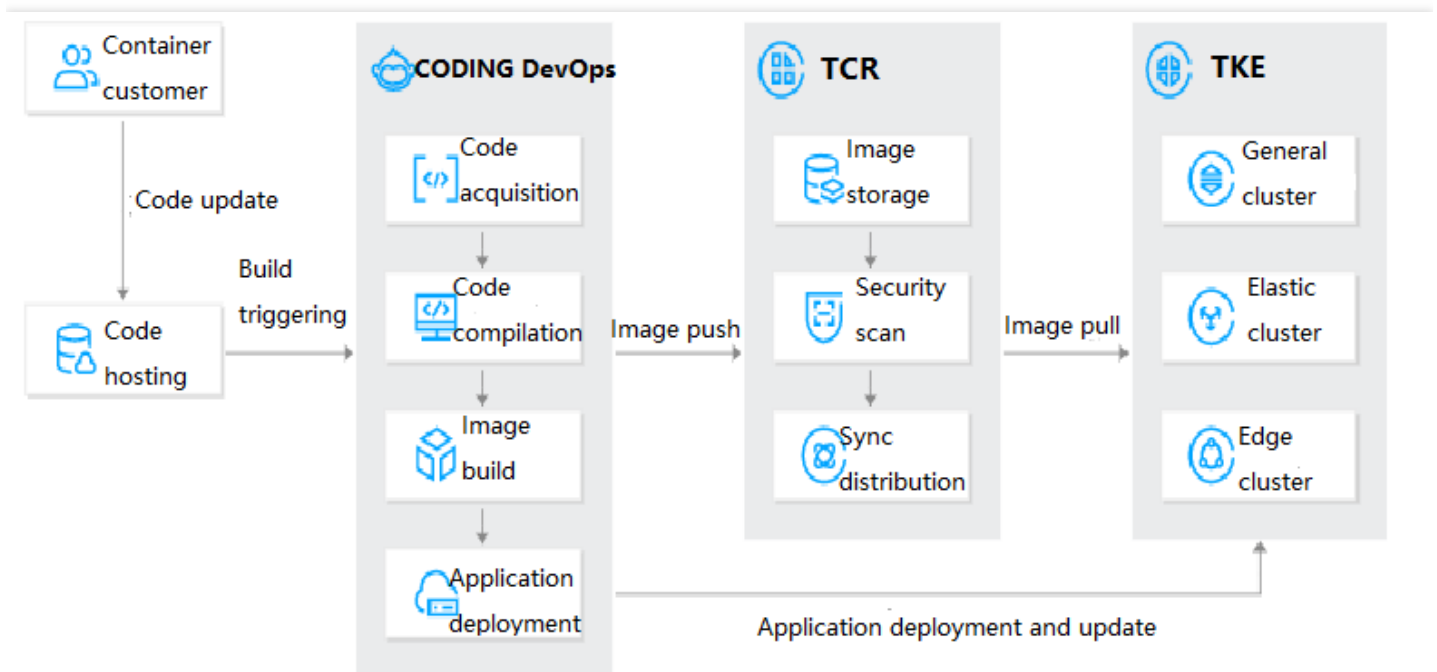 Container
customer
Code update
Code
hosting
Build
triggering
CODING DevOps
Code
acquisition
Code
compilation
Image
build
Application
deployment
Image push
TCR
Image
storage
Security
scan
Sync
distribution
Image pull
TKE
General
cluster
Elastic
cluster
Edge
cluster
Application deployment and update